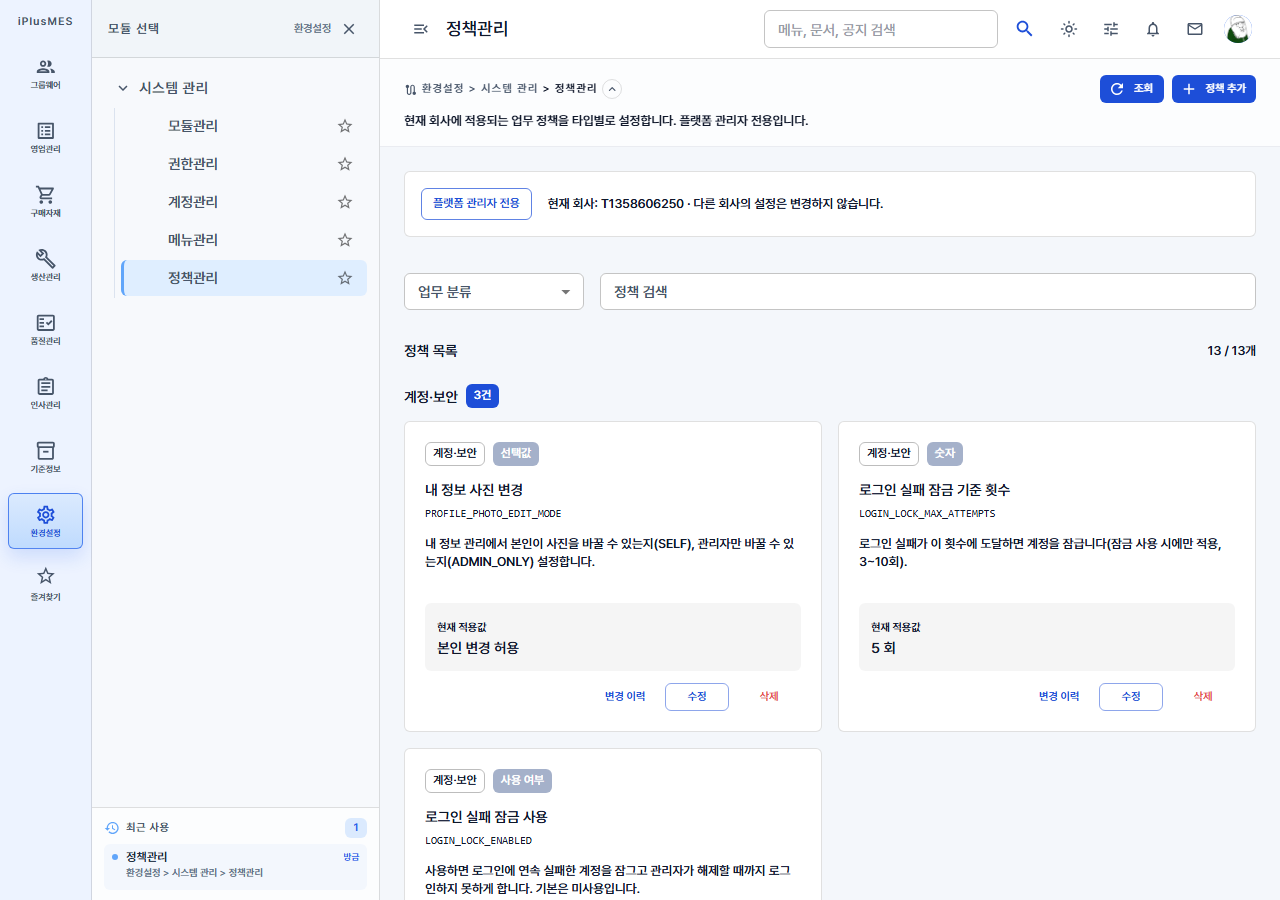 iPlusMES
그룹웨어
영업관리
구매자재
생산관리
품질관리
인사관리
기준정보
환경설정
즐겨찾기
모듈 선택
환경설정
시스템 관리
모듈관리
권한관리
계정관리
메뉴관리
정책관리
최근 사용
1
정책관리
방금
환경설정 > 시스템 관리 > 정책관리
정책관리
메뉴, 문서, 공지 검색
환경설정 > 시스템 관리 > 정책관리
조회
정책 추가
현재 회사에 적용되는 업무 정책을 타입별로 설정합니다. 플랫폼 관리자 전용입니다.
플랫폼 관리자 전용
현재 회사: T1358606250 · 다른 회사의 설정은 변경하지 않습니다.
업무 분류
정책 검색
정책 목록
13 / 13개
계정·보안
3건
계정·보안
선택값
내 정보 사진 변경
PROFILE_PHOTO_EDIT_MODE
내 정보 관리에서 본인이 사진을 바꿀 수 있는지(SELF), 관리자만 바꿀 수 있
는지(ADMIN_ONLY) 설정합니다.
현재 적용값
본인 변경 허용
변경 이력
수정
삭제
계정·보안
숫자
로그인 실패 잠금 기준 횟수
LOGIN_LOCK_MAX_ATTEMPTS
로그인 실패가 이 횟수에 도달하면 계정을 잠급니다(잠금 사용 시에만 적용,
3~10회).
현재 적용값
5 회
변경 이력
수정
삭제
계정·보안
사용 여부
로그인 실패 잠금 사용
LOGIN_LOCK_ENABLED
사용하면 로그인에 연속 실패한 계정을 잠그고 관리자가 해제할 때까지 로그
인하지 못하게 합니다. 기본은 미사용입니다.